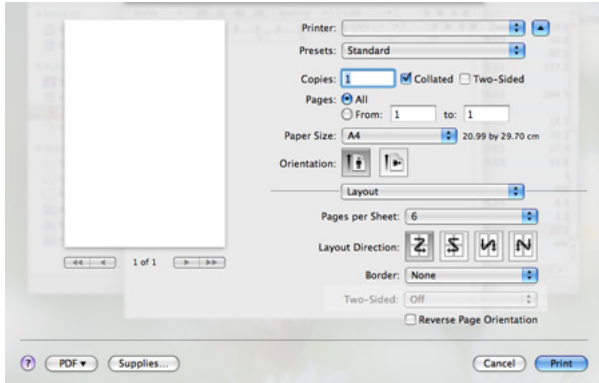 Printer:
Presets: Standard
Copies: 1 Collated Two-Sided
Pages: All
From: 1 to: 1
Paper Size: A4 20.99 by 29.70 cm
Orientation:
Layout
Pages per Sheet: 6
Layout Direction:
1 of 1
Border: None
Two-Sided: Off
Reverse Page Orientation
? PDF▼ Supplies... Cancel Print